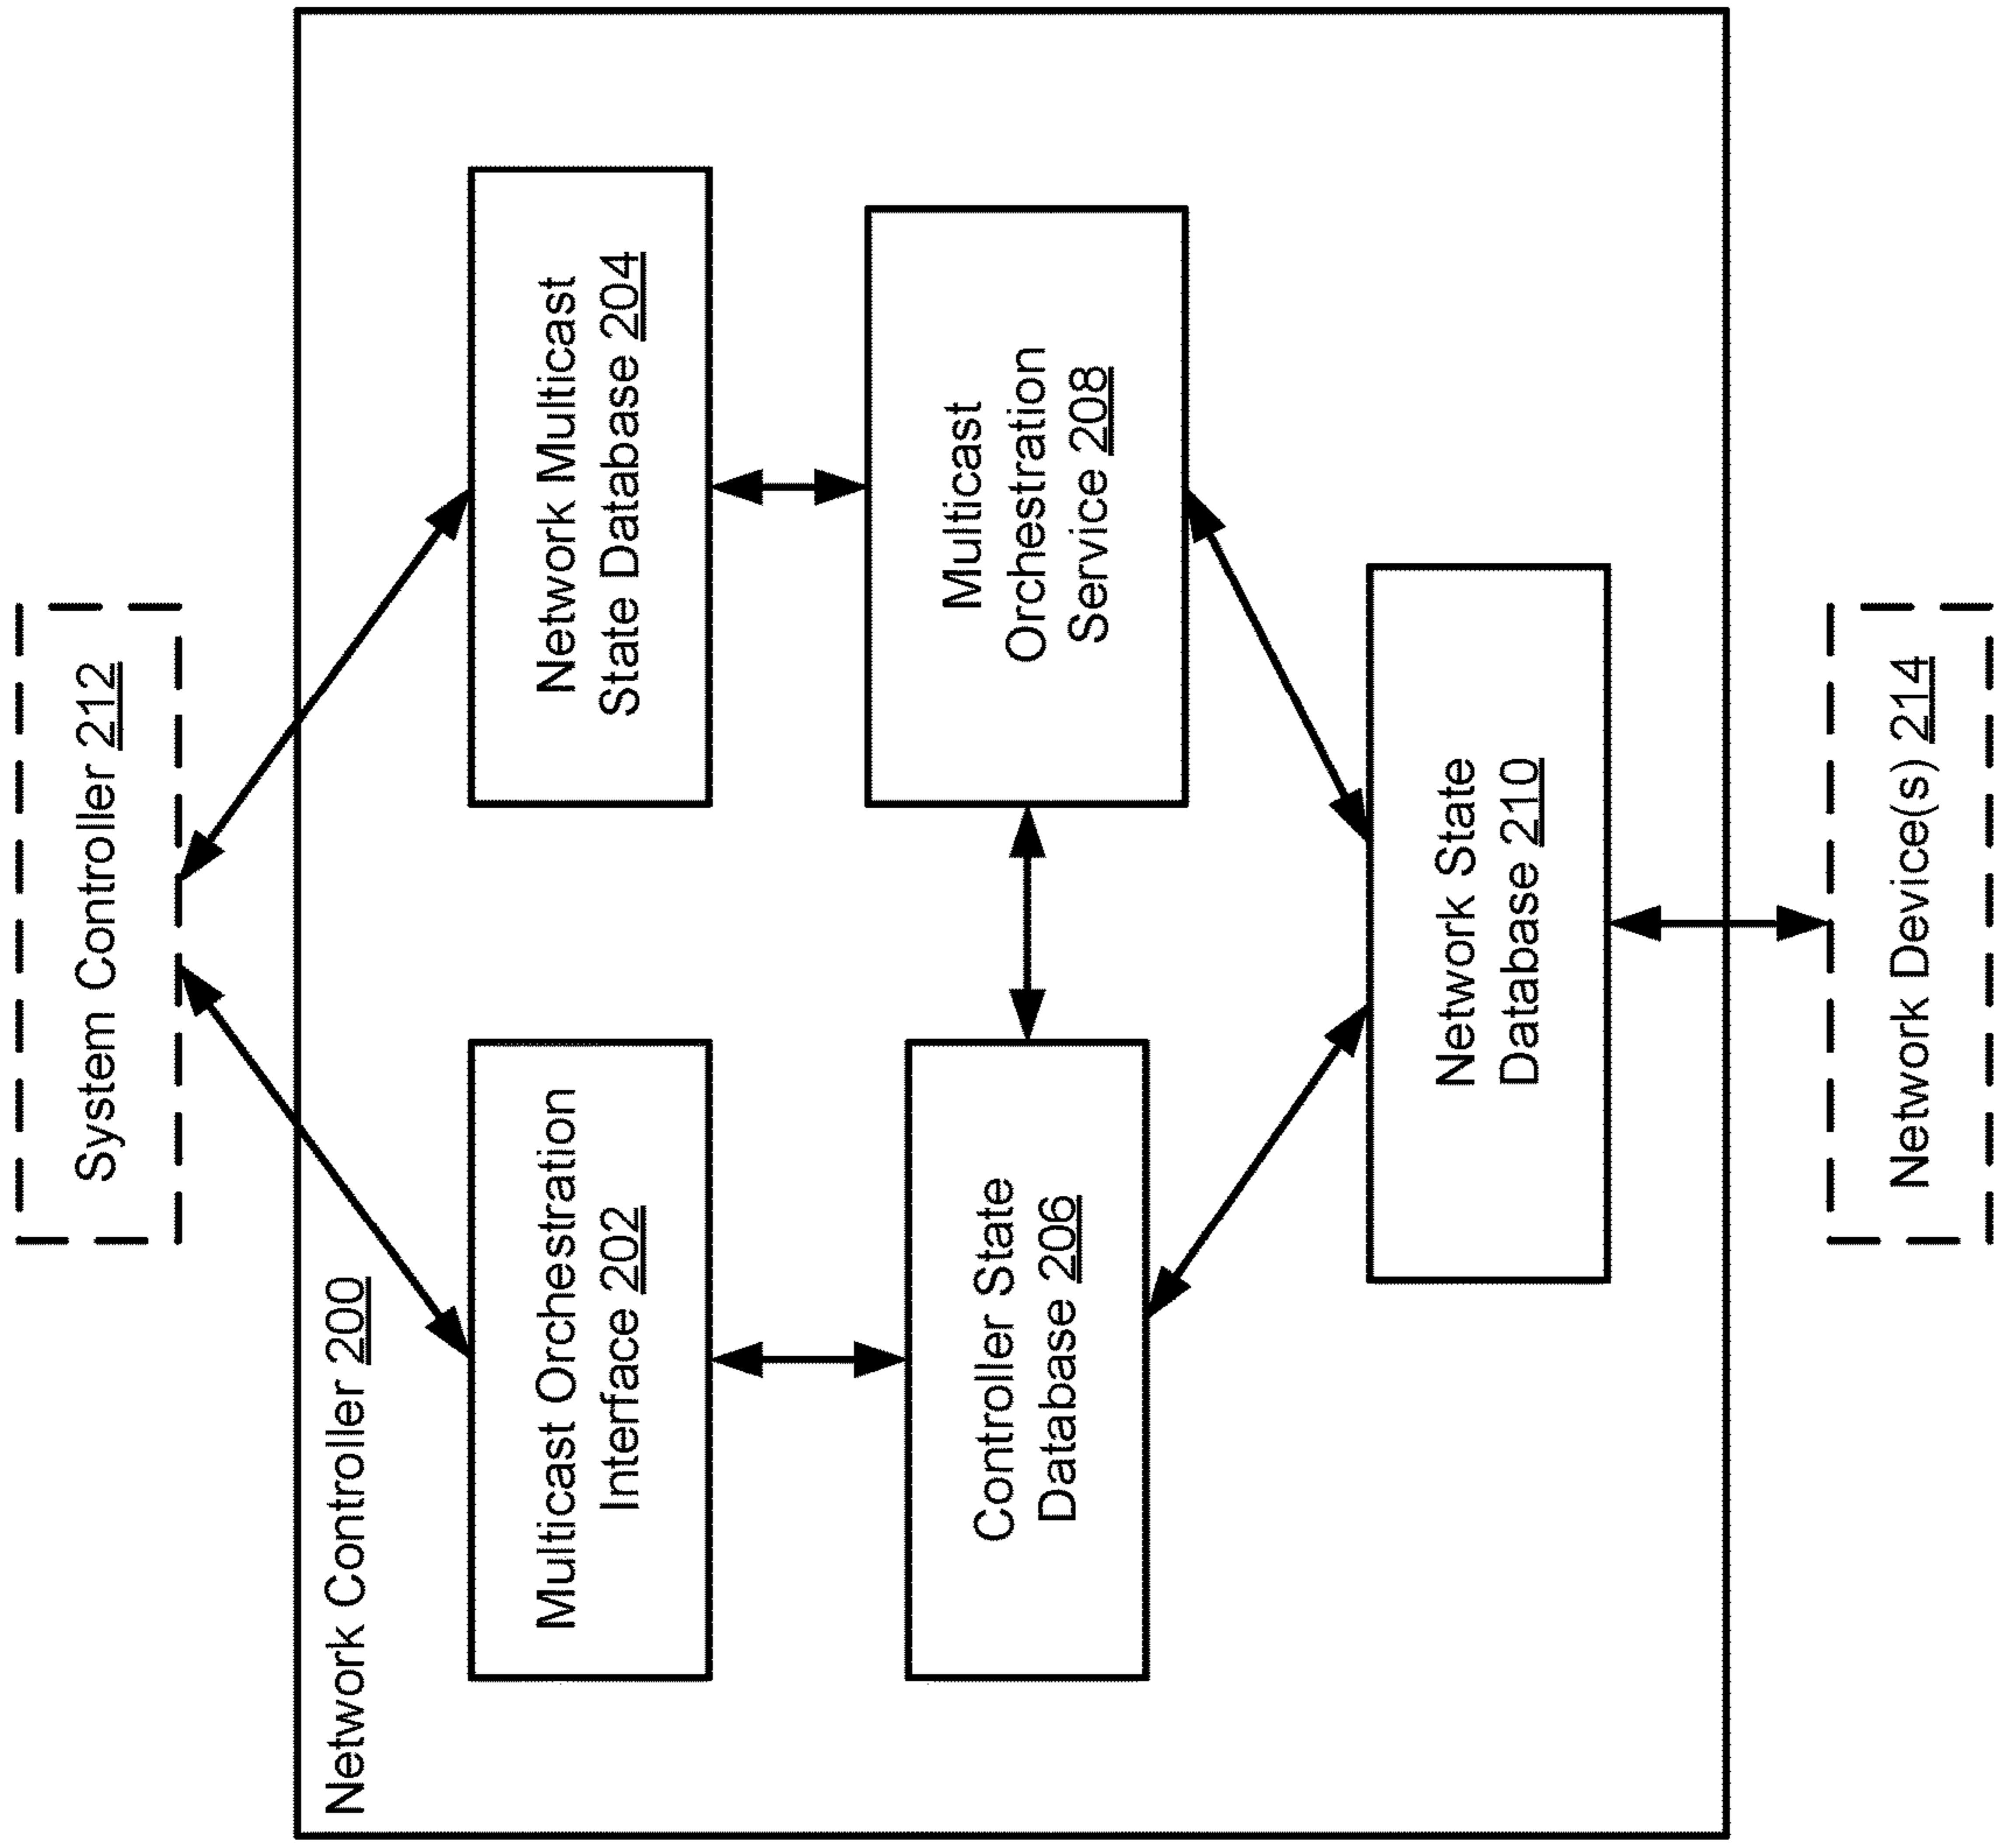 System Controller 212
Network Controller 200
Multicast Orchestration
Interface 202
Network Multicast
State Database 204
Controller State
Database 206
Multicast
Orchestration
Service 208
Network State
Database 210
Network Device(s) 214